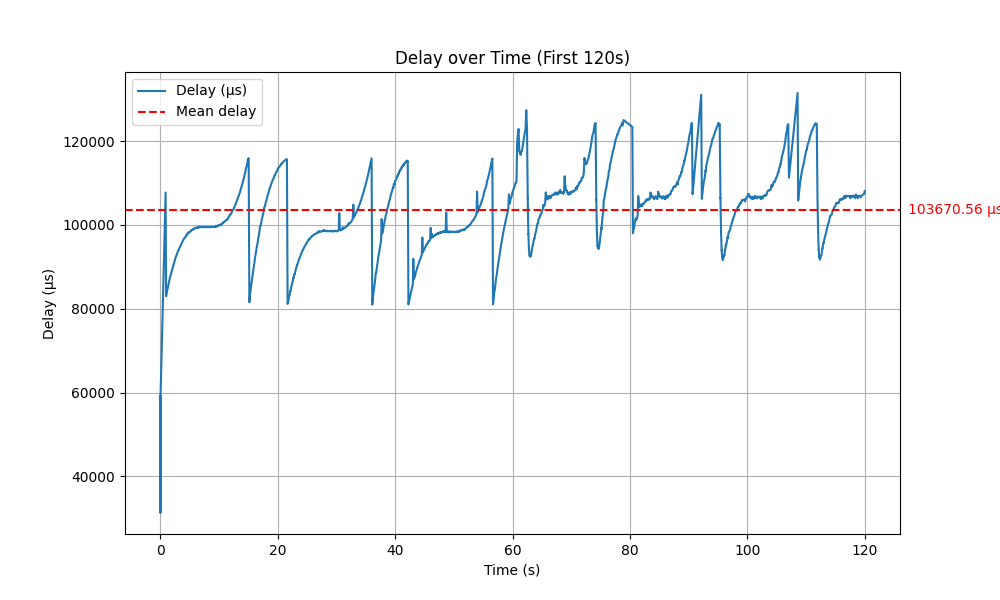 Delay over Time (First 120s)
Delay (µs)
Mean delay
120000
100000
80000
60000
40000
Delay (µs)
103670.56 µs
0 20 40 60 80 100 120
Time (s)